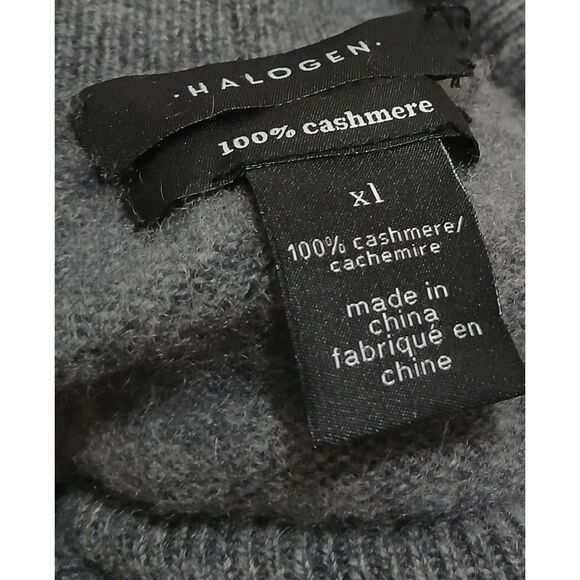 ·HALOGEN·
100% cashmere
xl
100% cashmere/
cachemire
made in
china
fabriqué en
chine